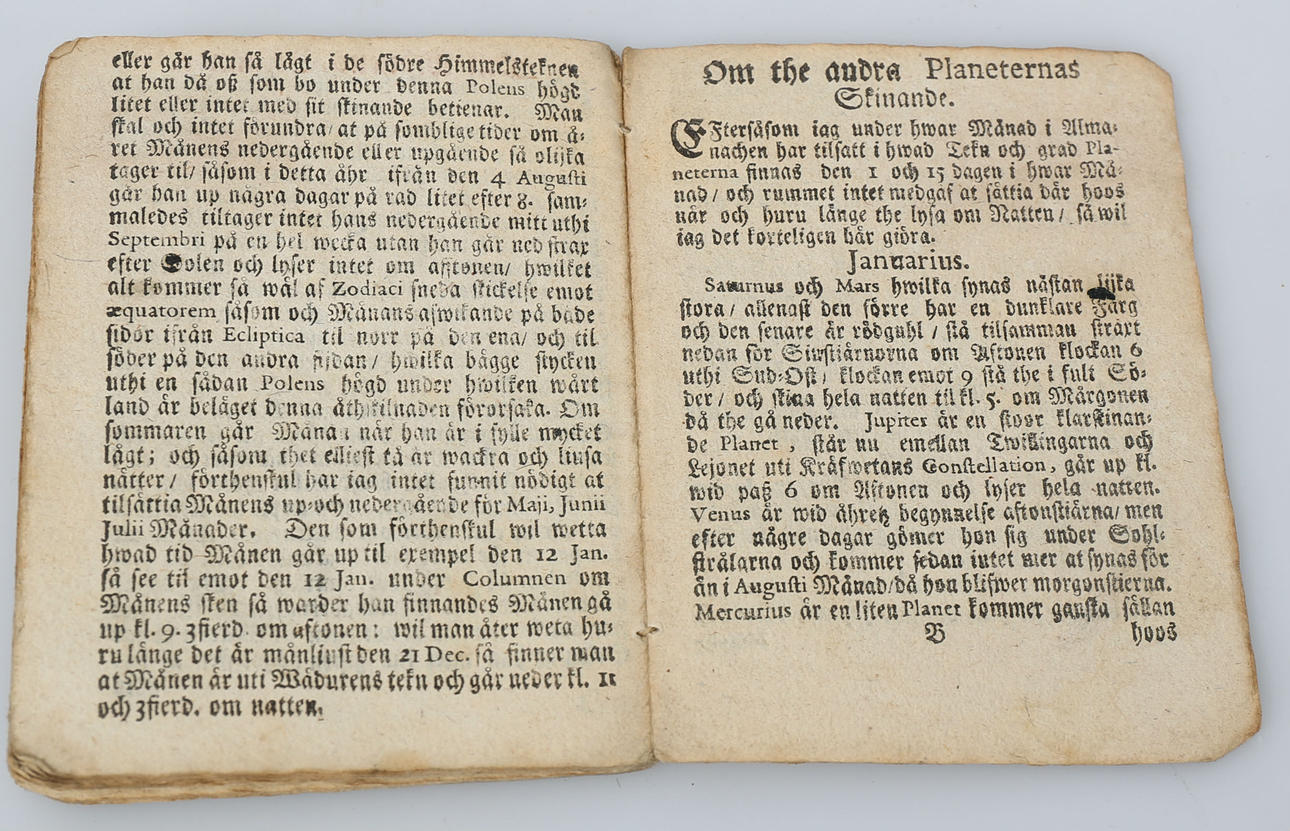 eller går han så lågt i de södre Himmelsteknen
at han då oß som bo under denna Polens högd
litet eller intet med sit skinande betienar. Man
skal och intet förundra/ at på somblige tider om å-
ret Månens nedergående eller upgående så olijka
tager til/ såsom i detta åhr ifrån den 4 Augusti
går han up några dagar på rad litet efter 8. sam-
maledes tiltager intet hans nedergående mitt uthi
Septembri på en hel wecka utan han går ned strax
efter Solen och lyser intet om afftonen/ hwilket
alt kommer så wäl af Zodiaci sneda skickelse emot
æquatorem såsom och Månans afwikande på både
sidor ifrån Ecliptica til norr på den ena/ och til
söder på den andra sijdan/ hwilka bägge stycken
uthi en sådan Polens högd under hwilken wårt
land är beläget denna åthskilnaden förorsaka. Om
sommaren går Månan när han är i fylle mycket
lågt; och såsom thet elliest tå är wackra och liusa
nätter/ förthenskul har iag intet funnit nödigt at
tilsättia Månens up-och nedergående för Maji, Junii
Julii Månader. Den som förthenskul wil wetta
hwad tid Månen går up til exempel den 12 Jan.
så see til emot den 12 Jan. under Columnen om
Månens sken så warder han finnandes Månen gå
up kl. 9. 3fierd. om aftonen: wil man åter weta hu-
ru länge det är månliust den 21 Dec. så finner man
at Månen är uti Wädurens tekn och går neder kl. 11
och 3fierd. om natten.
Om the andra Planeternas
Skinande.
EFtersåsom iag under hwar Månad i Alma-
nachen har tilsatt i hwad Tekn och grad Pla-
neterna finnas den 1 och 15 dagen i hwar Må-
nad/ och rummet intet medgaf at sättia där hoos
när och huru länge the lysa om Natten/ så wil
iag det korteligen här giöra.
Januarius.
Saturnus och Mars hwilka synas nästan lijka
stora/ allenast den förre har en dunklare Färg
och den senare är rödguhl/ stå tilsamman strart
nedan för Siustiärnorna om Aftonen klockan 6
uthi Sud-Ost/ klockan emot 9 stå the i fult Sö-
der/ och skina hela natten til kl. 5. om Mårgonen
då the gå neder. Jupiter är en stoor klarskinan-
de Planet, står nu emellan Twillingarna och
Lejonet uti Kräfwetans Constellation, går up kl.
wid paß 6 om Aftonen och lyser hela natten.
Venus är wid åhretz begynnelse aftonstiärna/ men
efter någre dagar gömer hon sig under Sohl-
strålarna och kommer sedan intet mer at synas för
än i Augusti Månad/ då hon blifwer morgonstierna.
Mercurius är en liten Planet kommer ganska sällan
B hoos